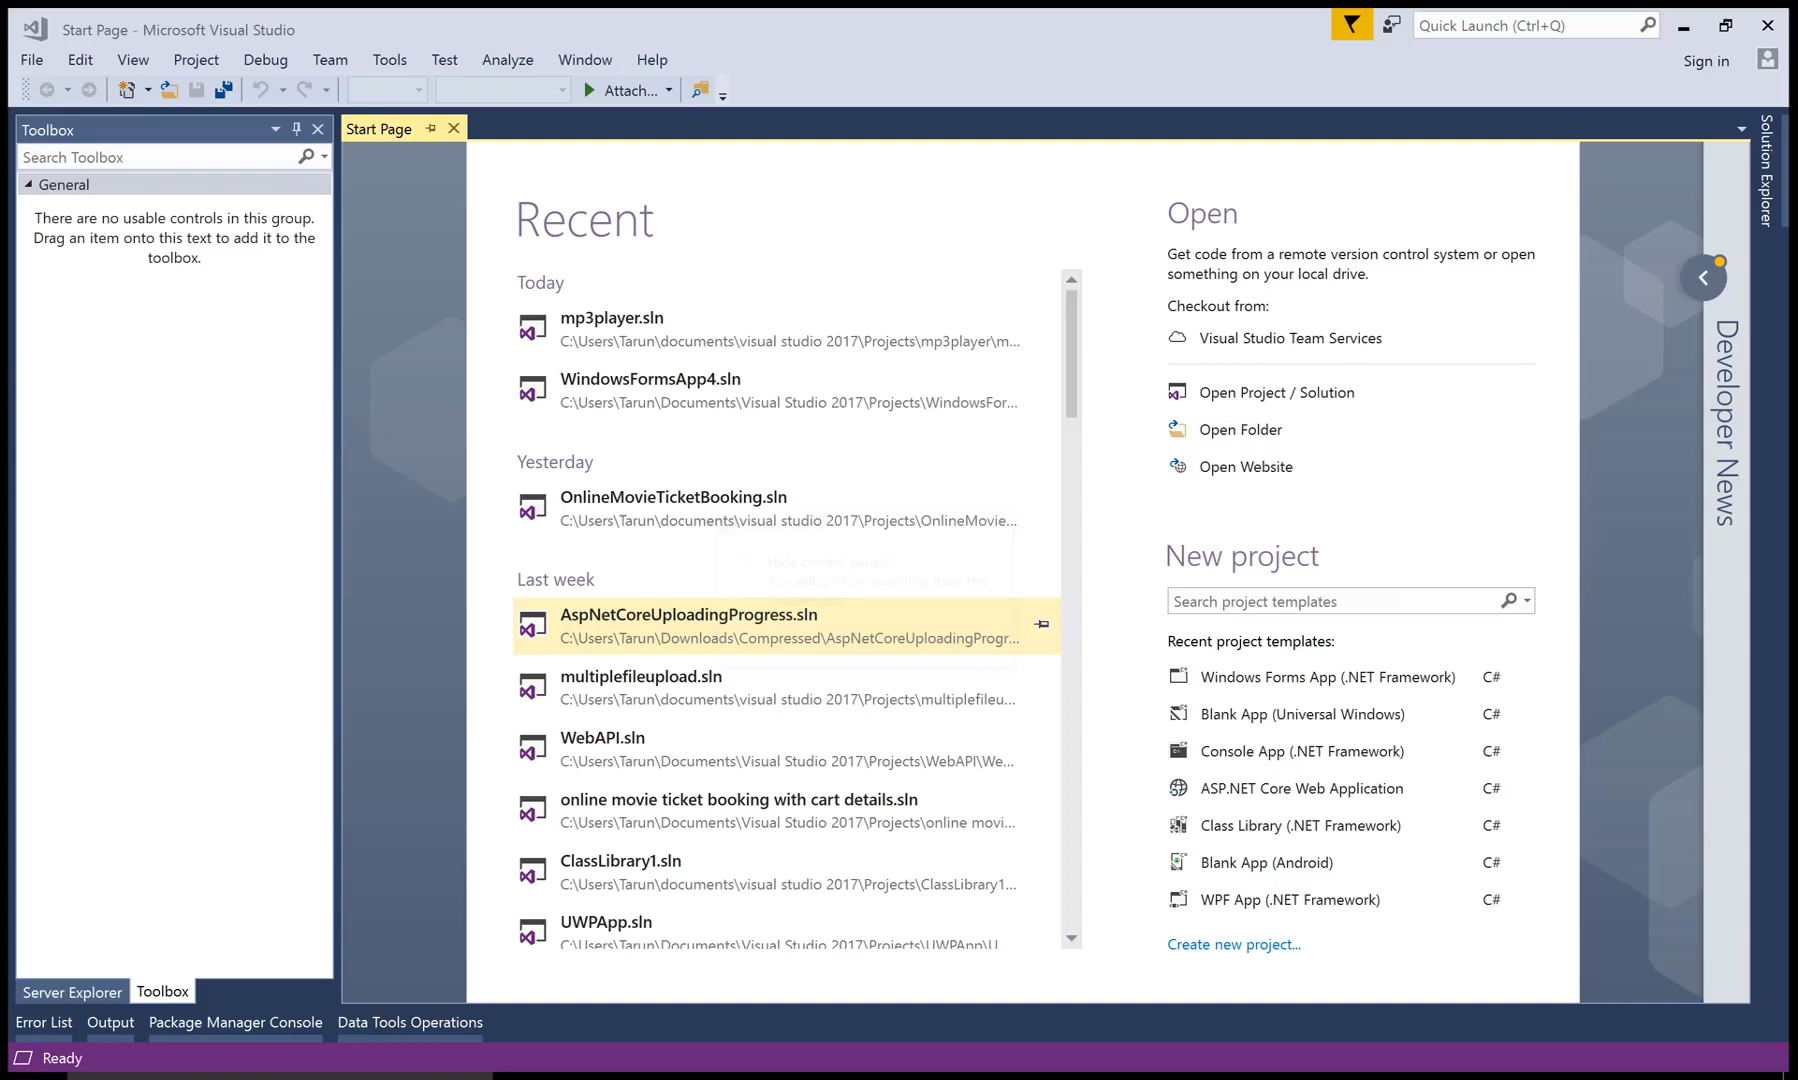 Start Page - Microsoft Visual Studio
Quick Launch (Ctrl+Q)
File Edit View Project Debug Team Tools Test Analyze Window Help
Sign in
Attach...
Toolbox
Search Toolbox
General
There are no usable controls in this group.
Drag an item onto this text to add it to the
toolbox.
Server Explorer Toolbox
Start Page
Recent
Today
mp3player.sln
C:\Users\Tarun\documents\visual studio 2017\Projects\mp3player\m...
WindowsFormsApp4.sln
C:\Users\Tarun\Documents\Visual Studio 2017\Projects\WindowsFor...
Yesterday
OnlineMovieTicketBooking.sln
C:\Users\Tarun\documents\visual studio 2017\Projects\OnlineMovie...
Last week
AspNetCoreUploadingProgress.sln
C:\Users\Tarun\Downloads\Compressed\AspNetCoreUploadingProgr...
multiplefileupload.sln
C:\Users\Tarun\documents\visual studio 2017\Projects\multiplefileu...
WebAPI.sln
C:\Users\Tarun\Documents\Visual Studio 2017\Projects\WebAPI\We...
online movie ticket booking with cart details.sln
C:\Users\Tarun\Documents\Visual Studio 2017\Projects\online movi...
ClassLibrary1.sln
C:\Users\Tarun\documents\visual studio 2017\Projects\ClassLibrary1...
UWPApp.sln
C:\Users\Tarun\Documents\Visual Studio 2017\Projects\UWPApp\U
Open
Get code from a remote version control system or open
something on your local drive.
Checkout from:
Visual Studio Team Services
Open Project / Solution
Open Folder
Open Website
New project
Search project templates
Recent project templates:
Windows Forms App (.NET Framework) C#
Blank App (Universal Windows) C#
Console App (.NET Framework) C#
ASP.NET Core Web Application C#
Class Library (.NET Framework) C#
Blank App (Android) C#
WPF App (.NET Framework) C#
Create new project...
Developer News
Solution Explorer
Error List Output Package Manager Console Data Tools Operations
Ready